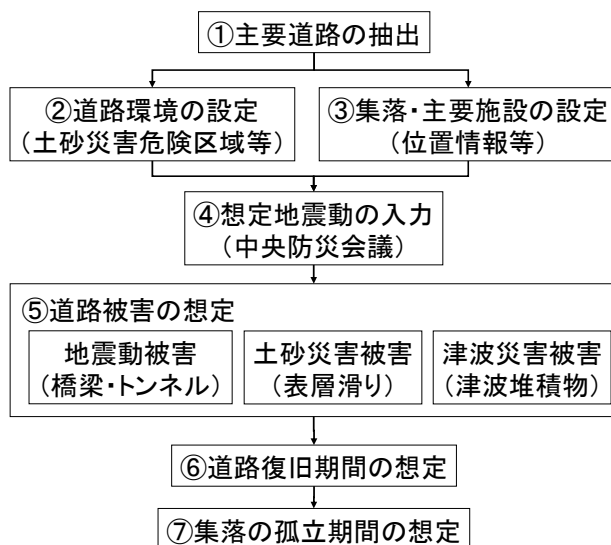 ①主要道路の抽出
②道路環境の設定
（土砂災害危険区域等）
③集落・主要施設の設定
（位置情報等）
④想定地震動の入力
（中央防災会議）
⑤道路被害の想定
地震動被害
（橋梁・トンネル）
土砂災害被害
（表層滑り）
津波災害被害
（津波堆積物）
⑥道路復旧期間の想定
⑦集落の孤立期間の想定